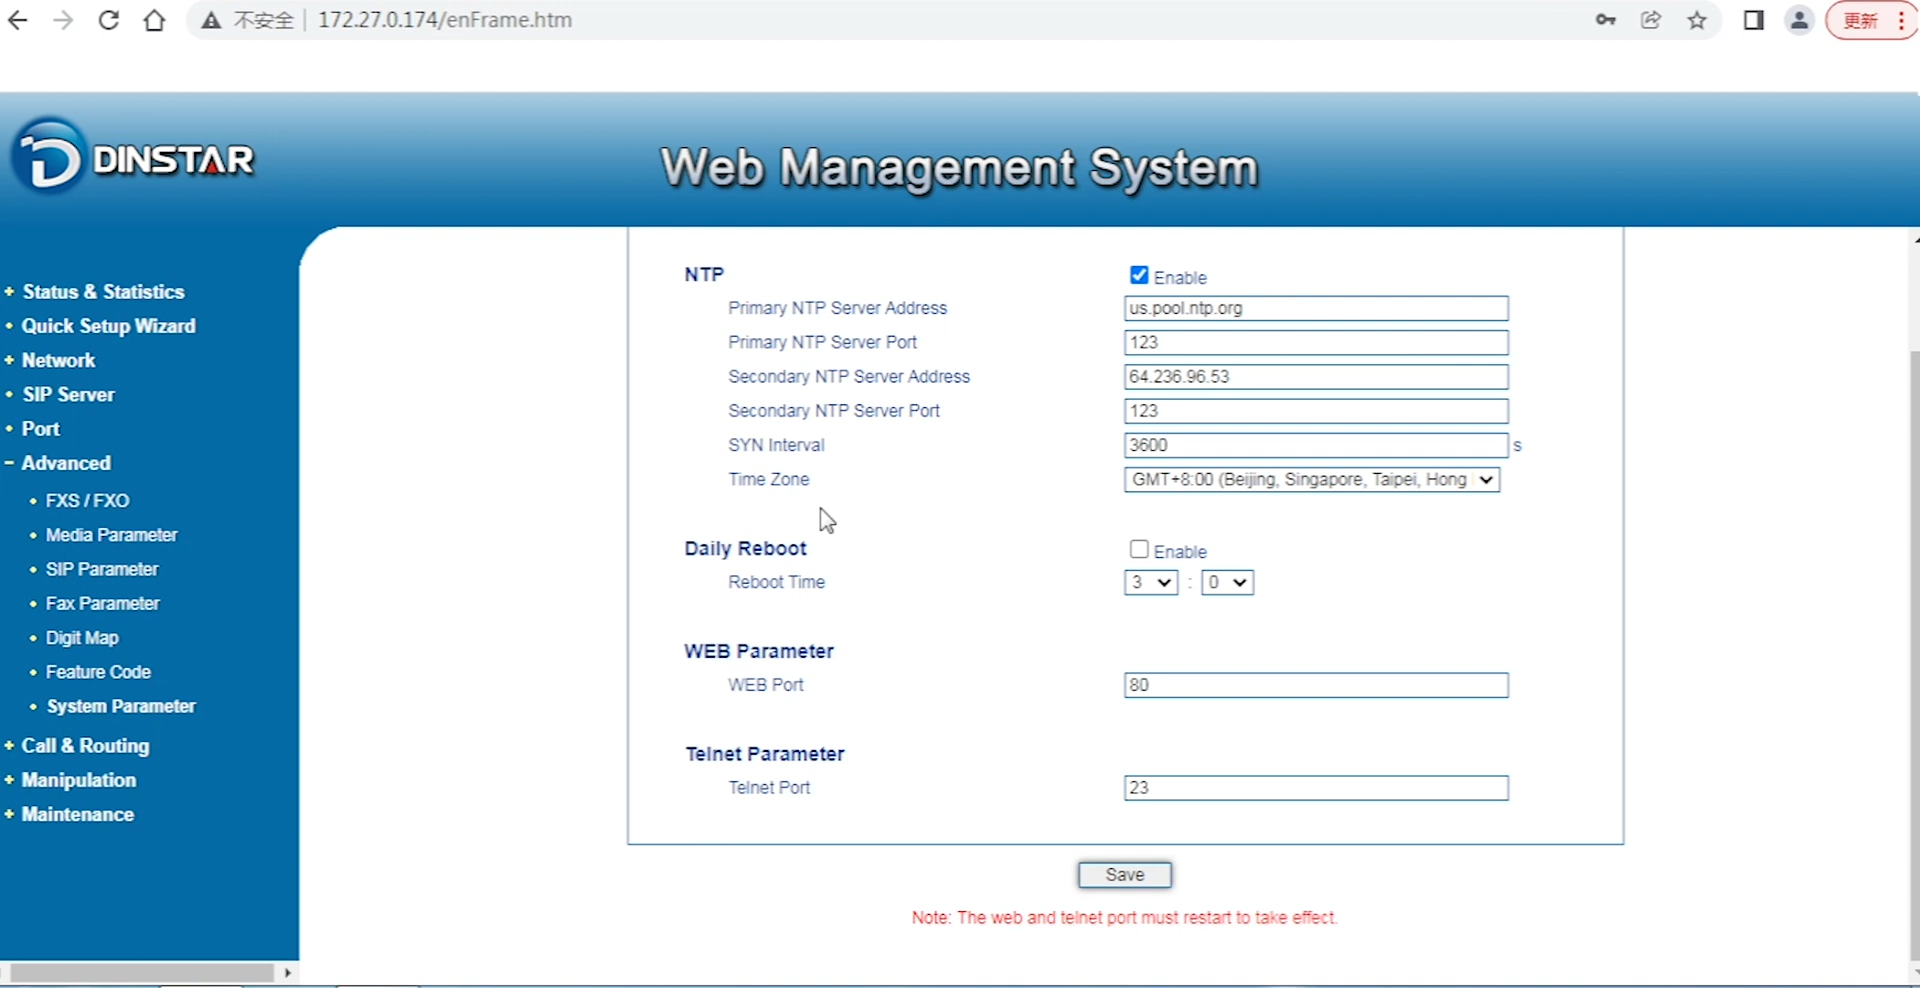 不安全 172.27.0.174/enFrame.htm
更新
DINSTAR
Web Management System
Status & Statistics
Quick Setup Wizard
Network
SIP Server
Port
Advanced
FXS / FXO
Media Parameter
SIP Parameter
Fax Parameter
Digit Map
Feature Code
System Parameter
Call & Routing
Manipulation
Maintenance
NTP Enable
Primary NTP Server Address us.pool.ntp.org
Primary NTP Server Port 123
Secondary NTP Server Address 64.236.96.53
Secondary NTP Server Port 123
SYN Interval 3600 s
Time Zone GMT+8:00 (Beijing, Singapore, Taipei, Hong
Daily Reboot Enable
Reboot Time 3 : 0
WEB Parameter
WEB Port 80
Telnet Parameter
Telnet Port 23
Save
Note: The web and telnet port must restart to take effect.